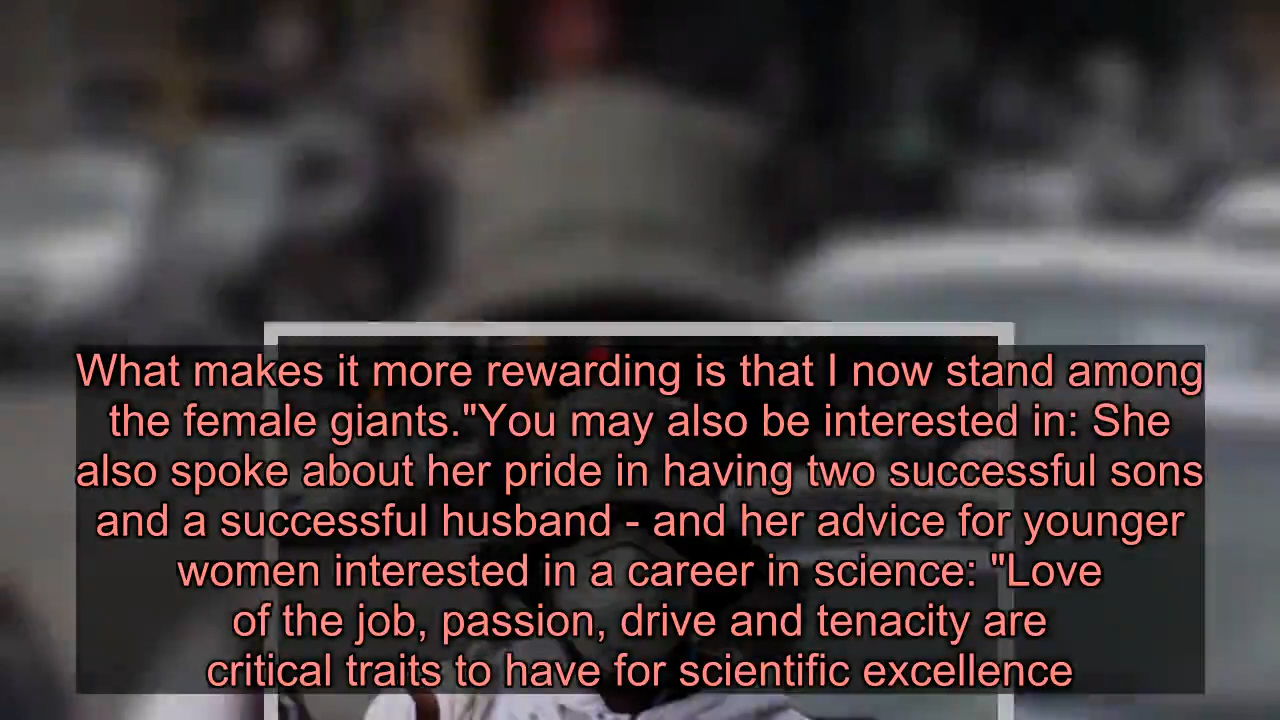 What makes it more rewarding is that I now stand among
the female giants."You may also be interested in: She
also spoke about her pride in having two successful sons
and a successful husband - and her advice for younger
women interested in a career in science: "Love
of the job, passion, drive and tenacity are
critical traits to have for scientific excellence